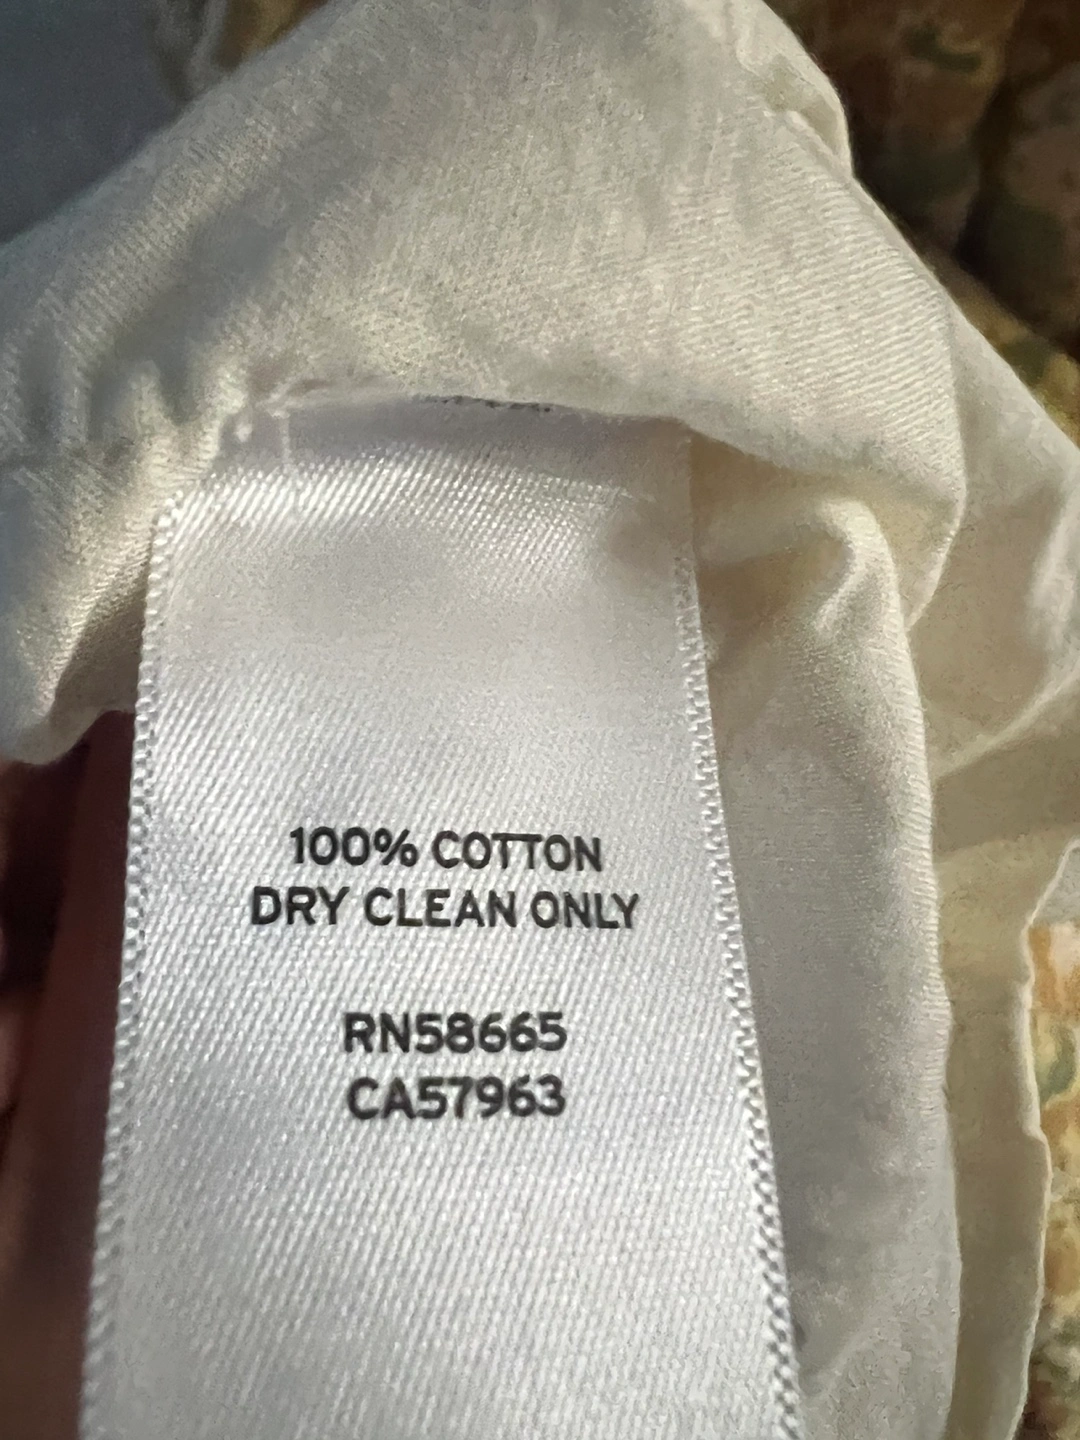 100% COTTON
DRY CLEAN ONLY
RN58665
CA57963